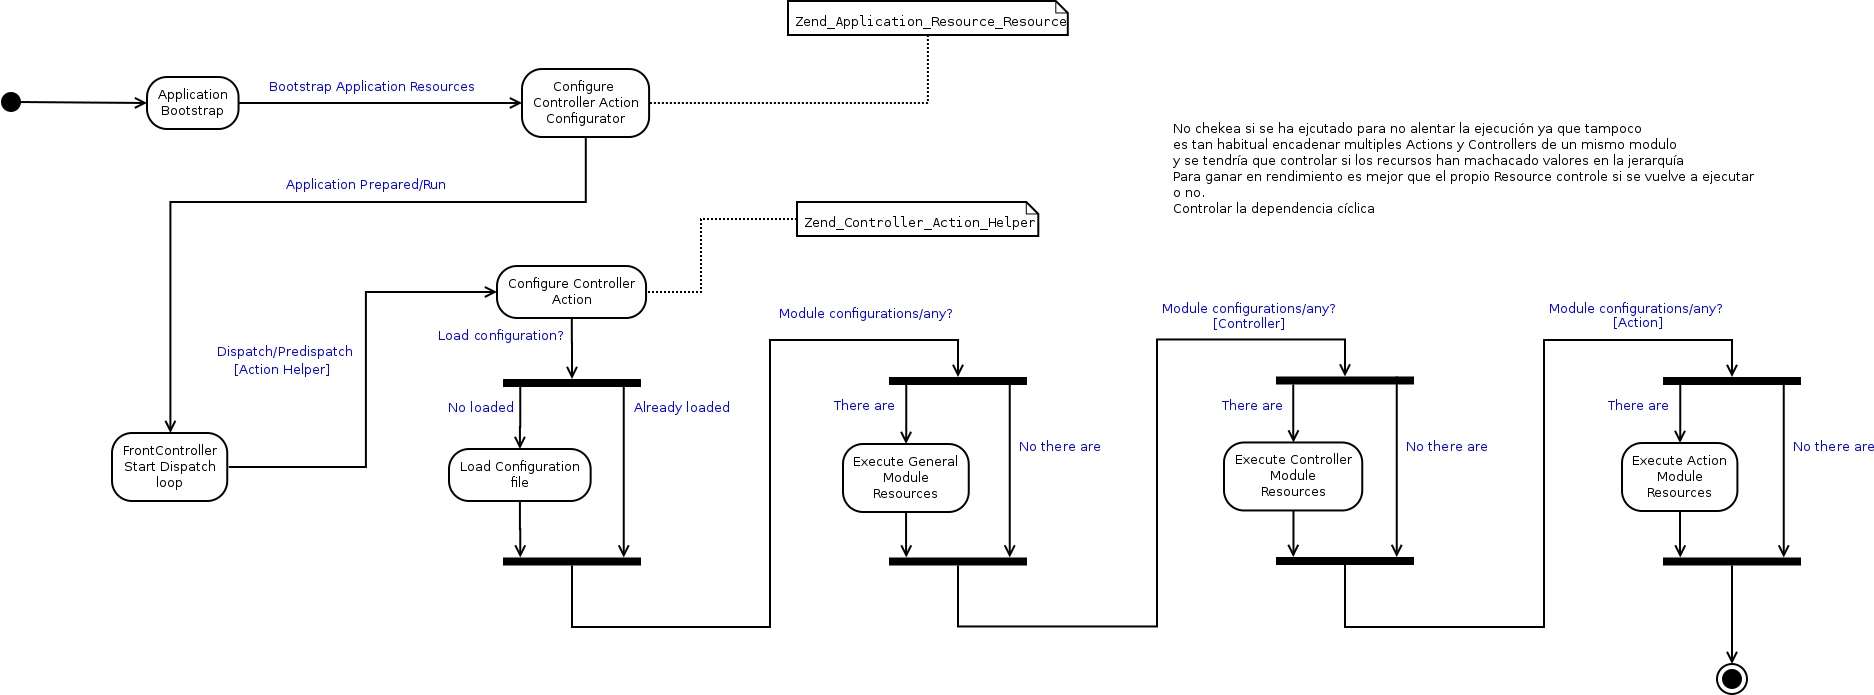 Zend_Application_Resource_Resource
Application
Bootstrap
Bootstrap Application Resources
Configure
Controller Action
Configurator
No chekea si se ha ejcutado para no alentar la ejecución ya que tampoco
es tan habitual encadenar multiples Actions y Controllers de un mismo modulo
y se tendría que controlar si los recursos han machacado valores en la jerarquía
Para ganar en rendimiento es mejor que el propio Resource controle si se vuelve a ejecutar
o no.
Controlar la dependencia cíclica
Application Prepared/Run
Zend_Controller_Action_Helper
Configure Controller
Action
Load configuration?
Dispatch/Predispatch
[Action Helper]
FrontController
Start Dispatch
loop
No loaded
Already loaded
Load Configuration
file
Module configurations/any?
There are
No there are
Execute General
Module
Resources
Module configurations/any?
[Controller]
There are
No there are
Execute Controller
Module
Resources
Module configurations/any?
[Action]
There are
No there are
Execute Action
Module
Resources